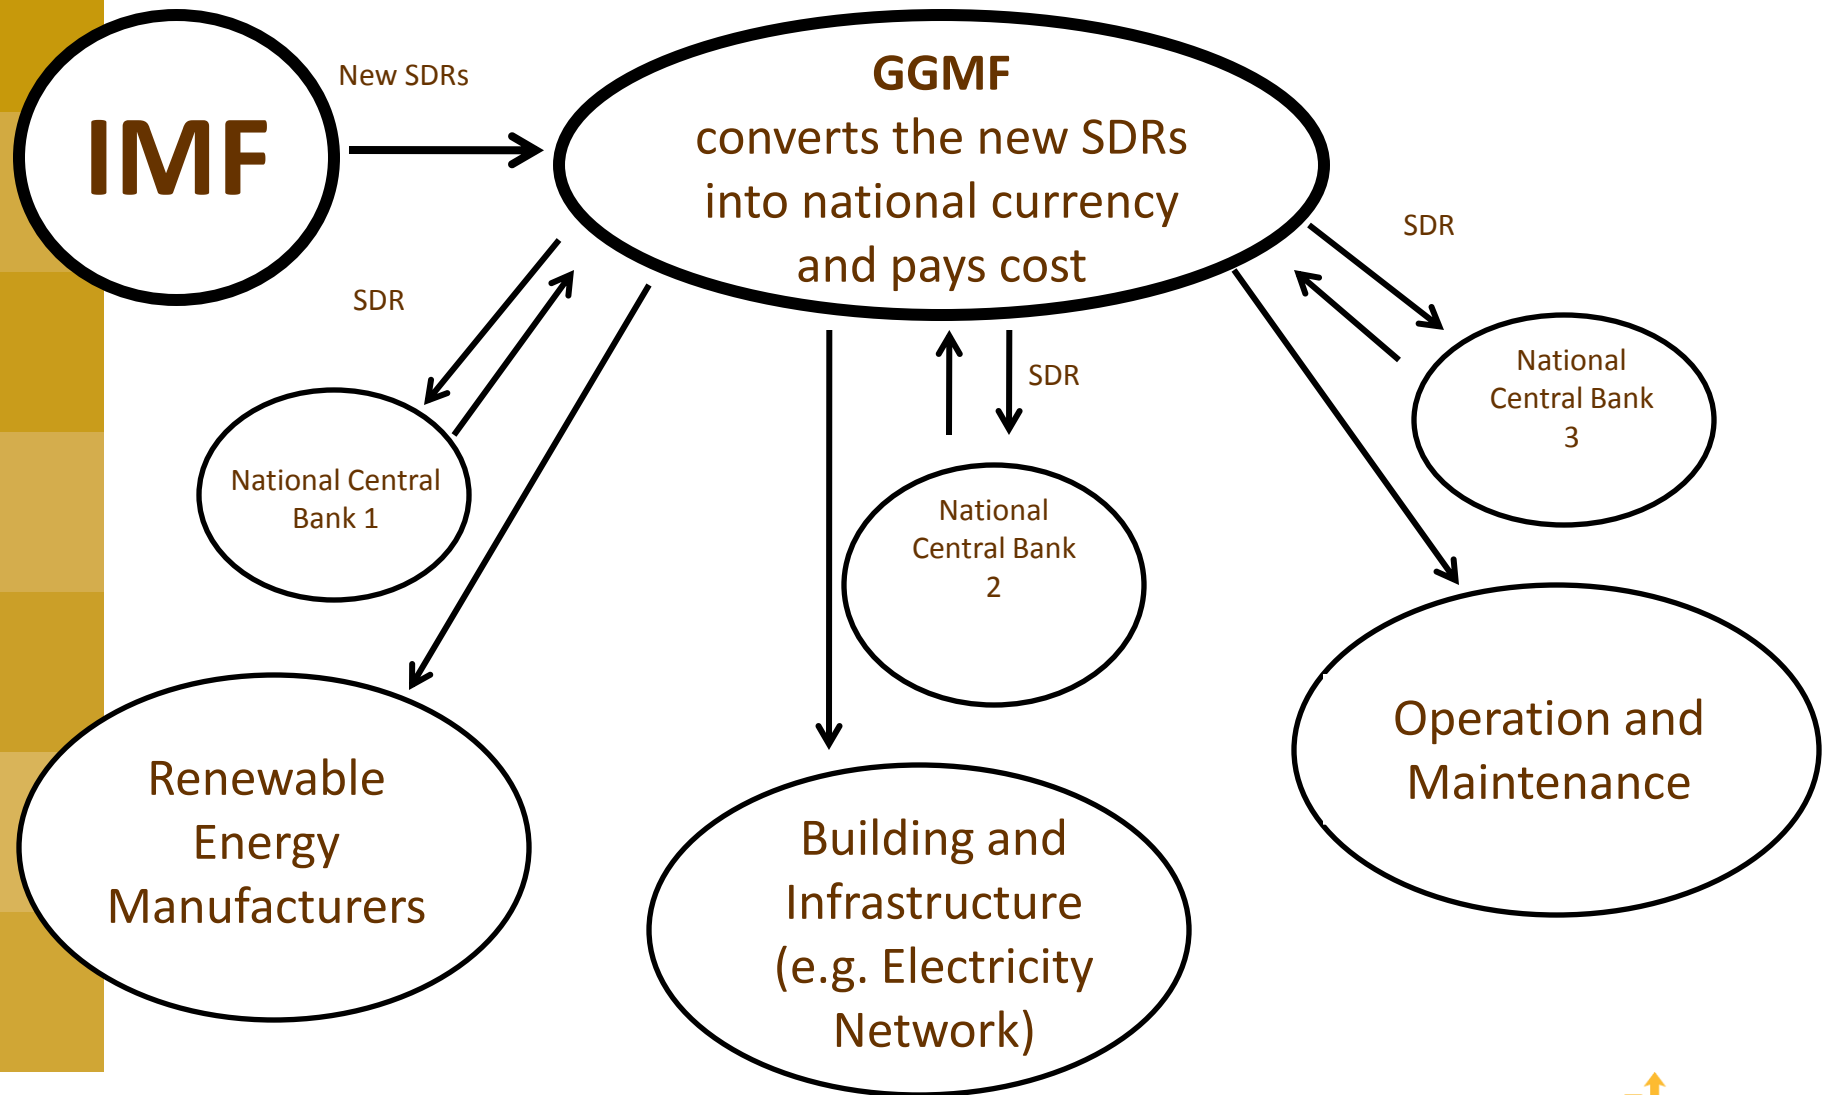 IMF
New SDRs
GGMF
converts the new SDRs
into national currency
and pays cost
SDR
SDR
SDR
National Central
Bank 1
National
Central Bank
2
National
Central Bank
3
Renewable
Energy
Manufacturers
Building and
Infrastructure
(e.g. Electricity
Network)
Operation and
Maintenance